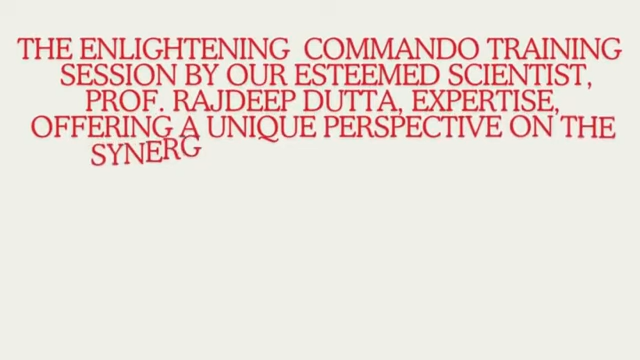 THE ENLIGHTENING COMMANDO TRAINING
SESSION BY OUR ESTEEMED SCIENTIST,
PROF. RAJDEEP DUTTA, EXPERTISE,
OFFERING A UNIQUE PERSPECTIVE ON THE
SYNERG